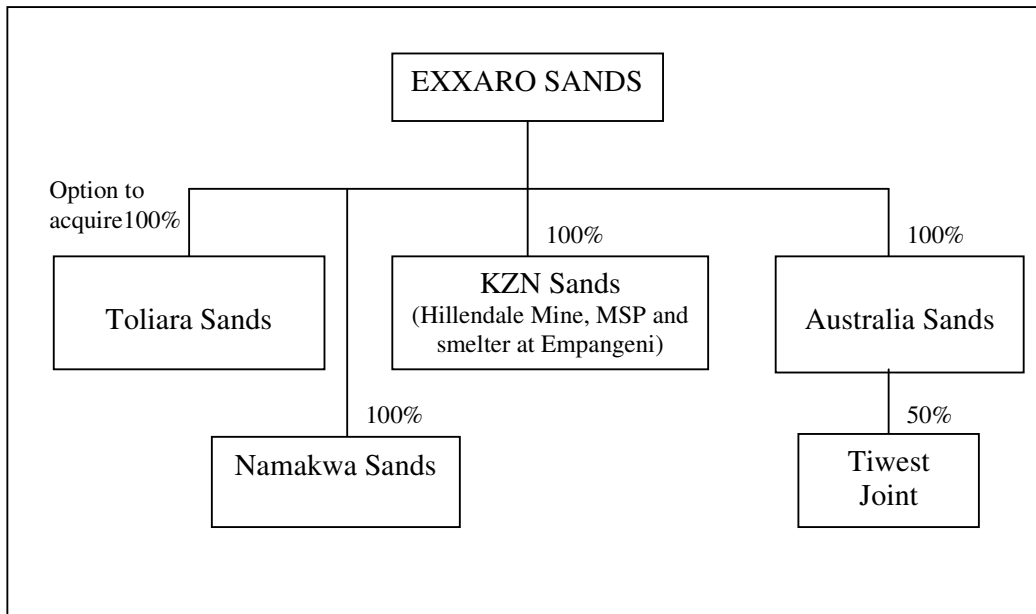 EXXARO SANDS
Option to
acquire100%
100%
100%
Toliara Sands
KZN Sands
(Hillendale Mine, MSP and
smelter at Empangeni)
Australia Sands
100%
50%
Namakwa Sands
Tiwest
Joint